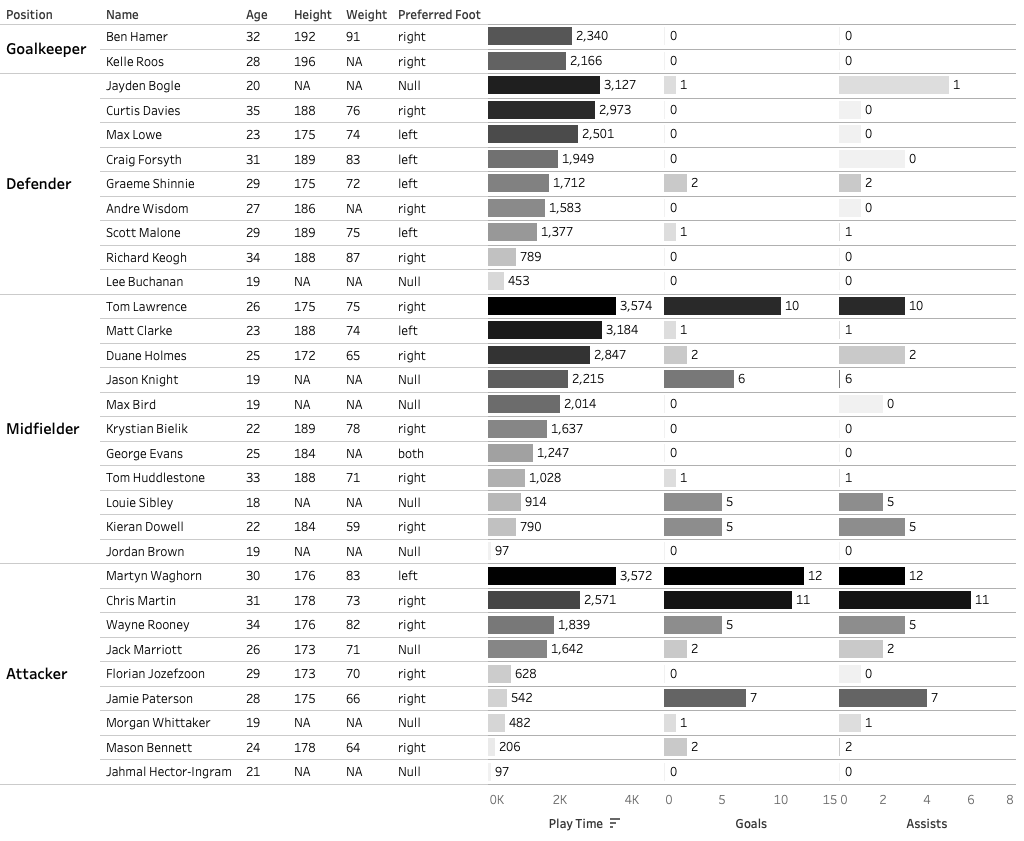 Position Name Age Height Weight Preferred Foot
Goalkeeper
Ben Hamer 32 192 91 right 2,340 0 0
Kelle Roos 28 196 NA right 2,166 0 0
Defender
Jayden Bogle 20 NA NA Null 3,127 1 1
Curtis Davies 35 188 76 right 2,973 0 0
Max Lowe 23 175 74 left 2,501 0 0
Craig Forsyth 31 189 83 left 1,949 0 0
Graeme Shinnie 29 175 72 left 1,712 2 2
Andre Wisdom 27 186 NA right 1,583 0 0
Scott Malone 29 189 75 left 1,377 1 1
Richard Keogh 34 188 87 right 789 0 0
Lee Buchanan 19 NA NA Null 453 0 0
Midfielder
Tom Lawrence 26 175 75 right 3,574 10 10
Matt Clarke 23 188 74 left 3,184 1 1
Duane Holmes 25 172 65 right 2,847 2 2
Jason Knight 19 NA NA Null 2,215 6 6
Max Bird 19 NA NA Null 2,014 0 0
Krystian Bielik 22 189 78 right 1,637 0 0
George Evans 25 184 NA both 1,247 0 0
Tom Huddlestone 33 188 71 right 1,028 1 1
Louie Sibley 18 NA NA Null 914 5 5
Kieran Dowell 22 184 59 right 790 5 5
Jordan Brown 19 NA NA Null 97 0 0
Attacker
Martyn Waghorn 30 176 83 left 3,572 12 12
Chris Martin 31 178 73 right 2,571 11 11
Wayne Rooney 34 176 82 right 1,839 5 5
Jack Marriott 26 173 71 Null 1,642 2 2
Florian Jozefzoon 29 173 70 right 628 0 0
Jamie Paterson 28 175 66 right 542 7 7
Morgan Whittaker 19 NA NA Null 482 1 1
Mason Bennett 24 178 64 right 206 2 2
Jahmal Hector-Ingram 21 NA NA Null 97 0 0
0K 2K 4K 0 5 10 15 0 2 4 6 8
Play Time Goals Assists